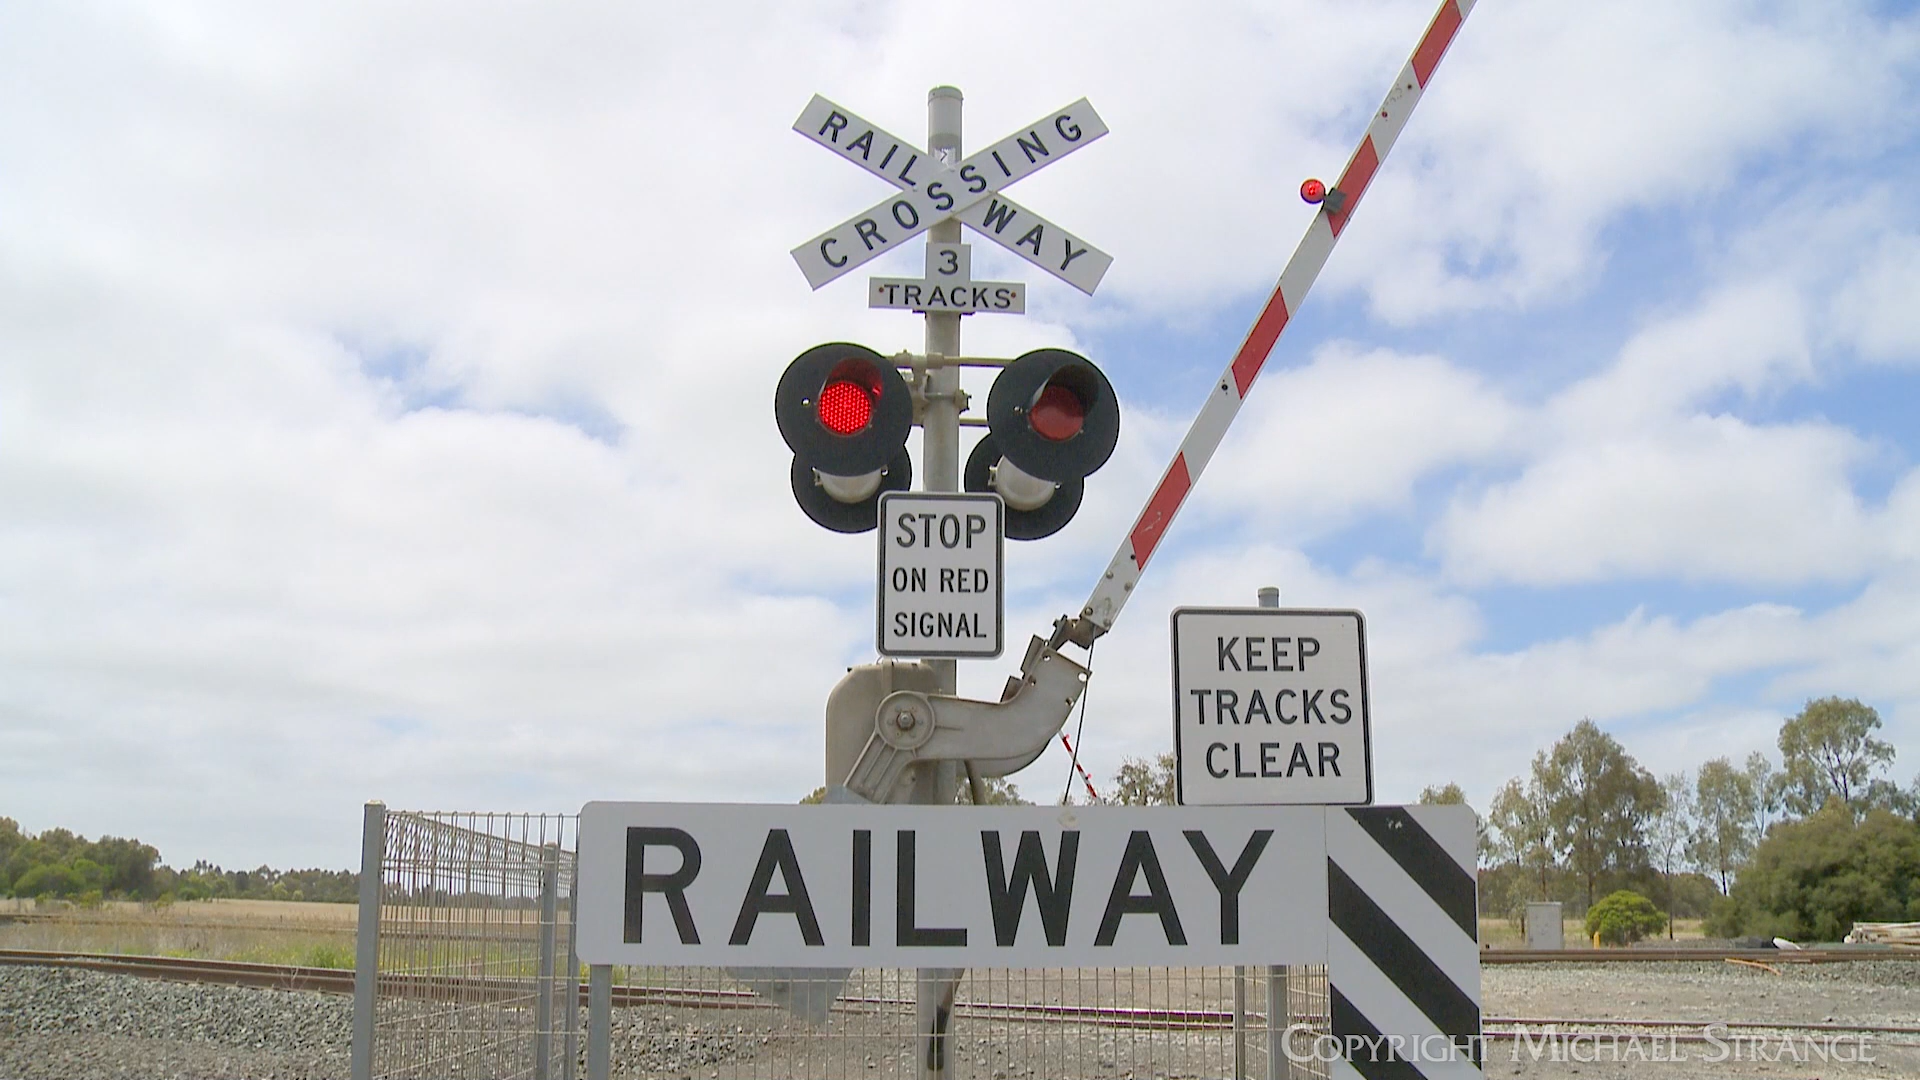 RAILWAY
CROSSING
3
TRACKS
STOP
ON RED
SIGNAL
KEEP
TRACKS
CLEAR
RAILWAY
Copyright Michael Strange